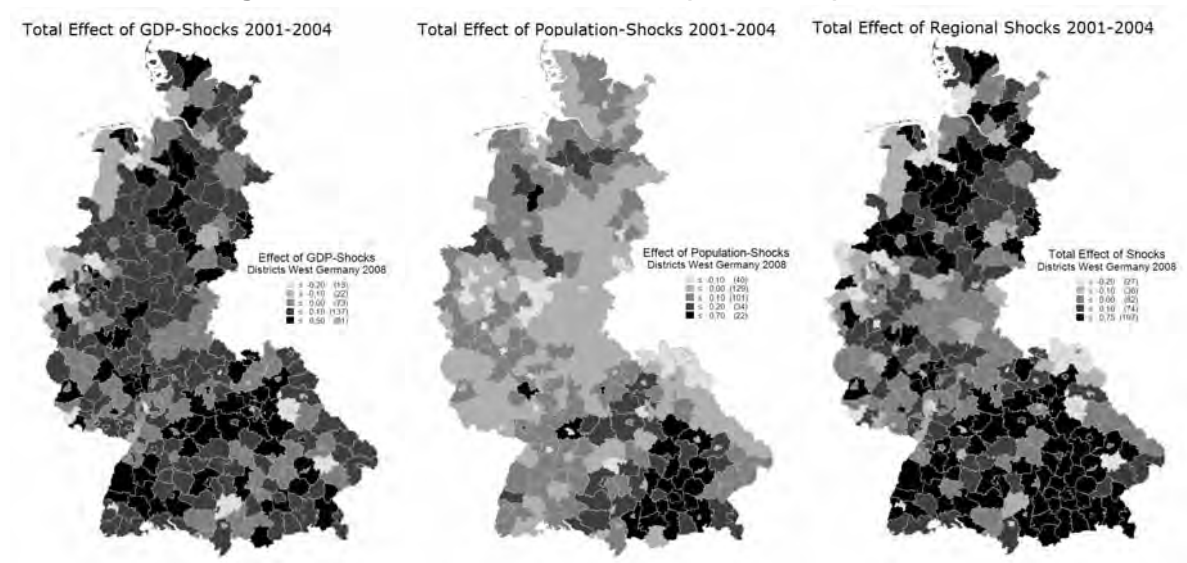 Total Effect of GDP-Shocks 2001-2004
Total Effect of Population-Shocks 2001-2004
Total Effect of Regional Shocks 2001-2004
Effect of GDP-Shocks
Districts West Germany 2008
≤ -0,20
≤ -0,10 (22)
≤ 0,00 (73)
≤ 0,10 (137)
≤ 0,50 (81)
Effect of Population-Shocks
Districts West Germany 2008
≤ -0,10 (40)
≤ 0,00 (129)
≤ 0,10 (101)
≤ 0,20 (34)
≤ 0,70 (22)
Total Effect of Shocks
Districts West Germany 2008
≤ -0,20 (27)
≤ -0,10
≤ 0,00 (82)
≤ 0,10 (74)
≤ 0,75 (107)